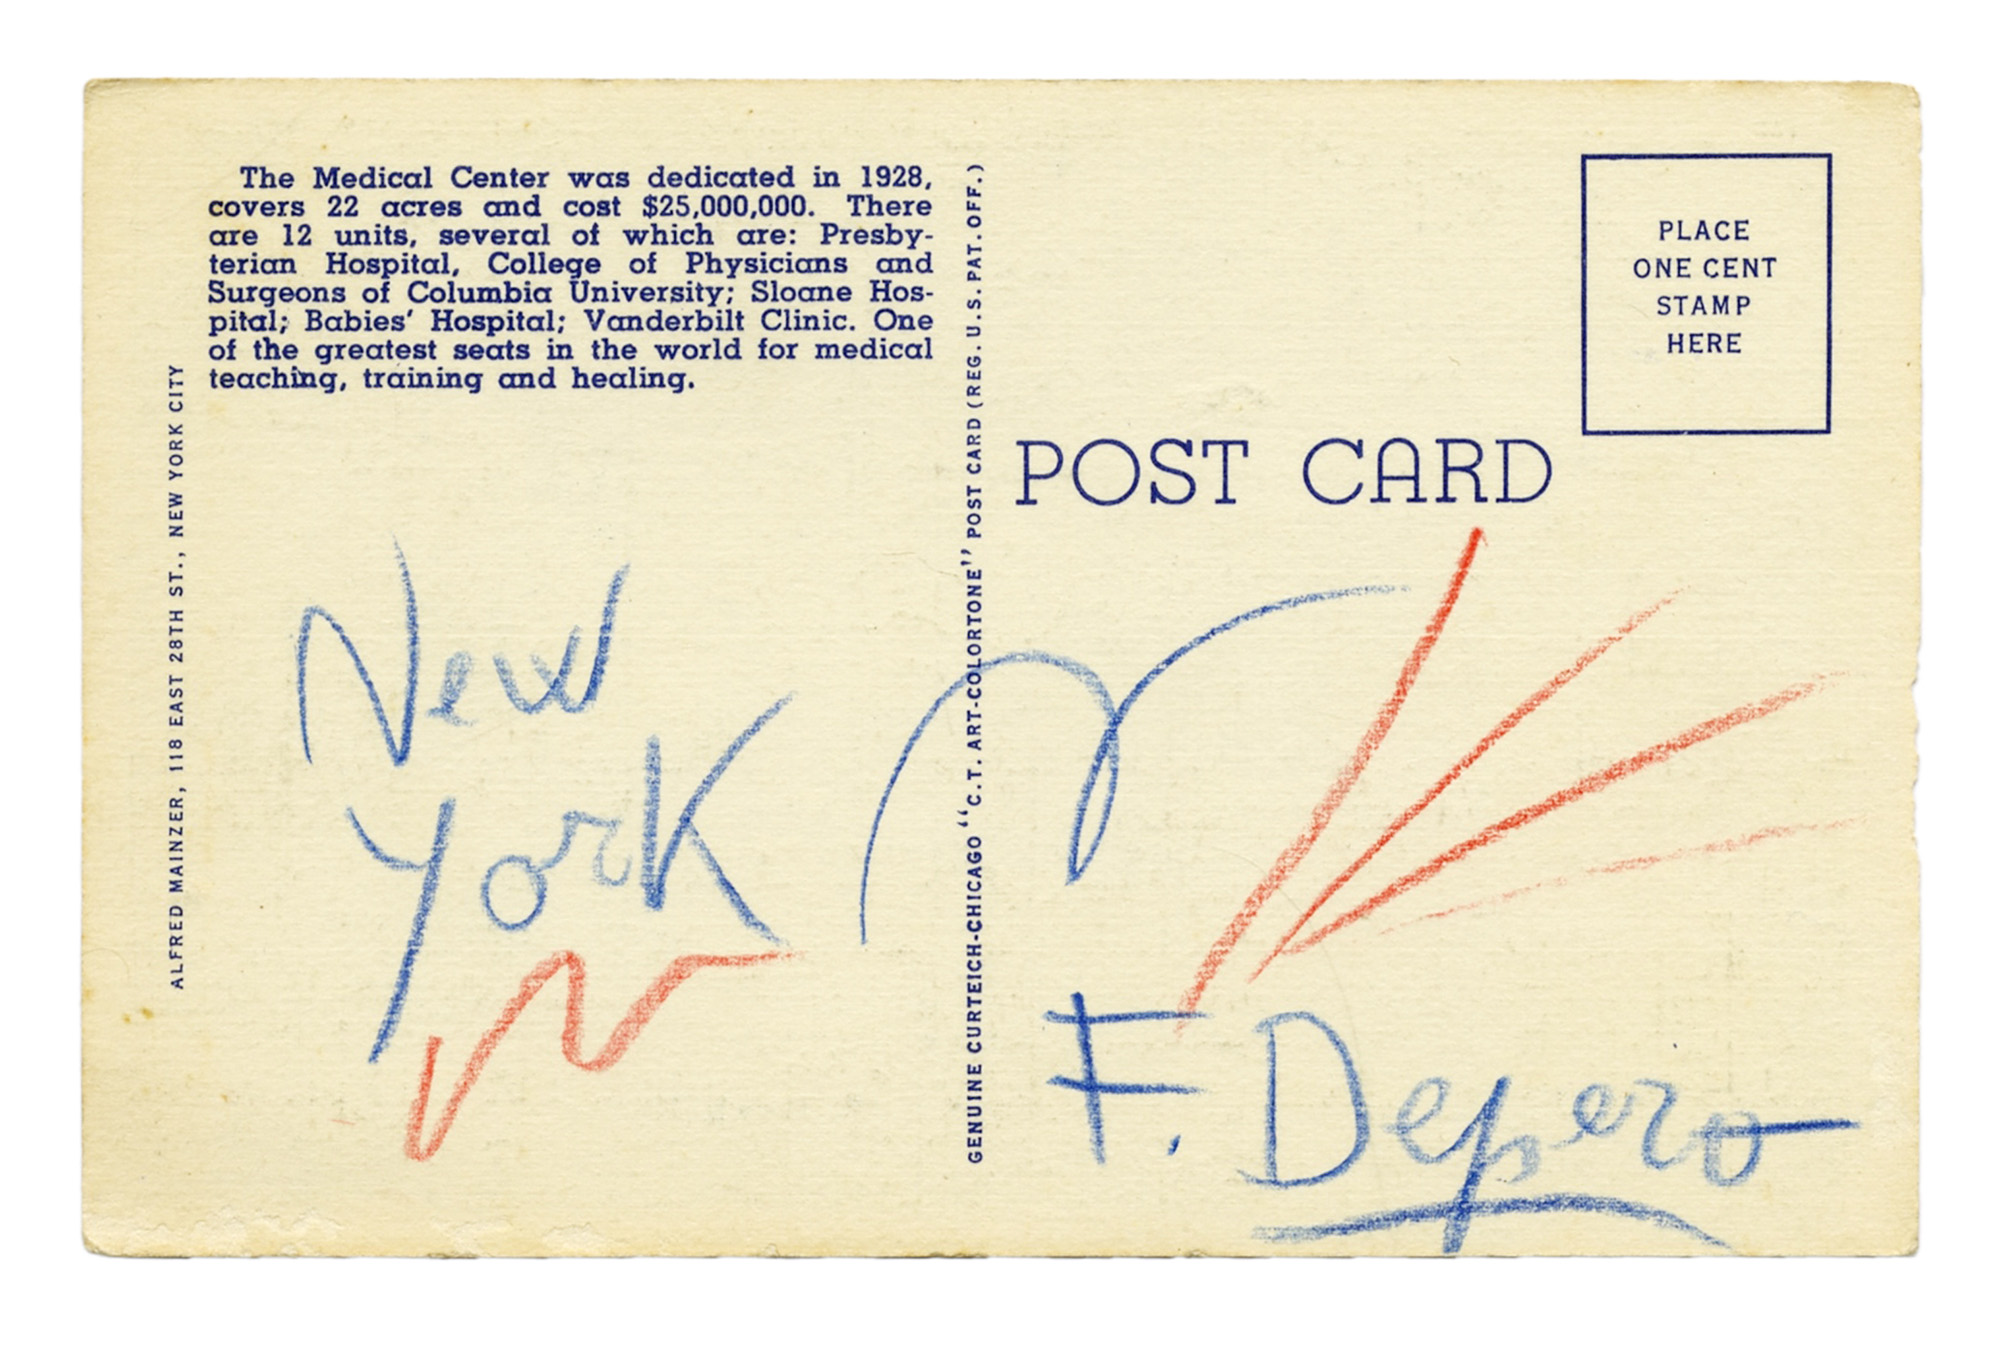 The Medical Center was dedicated in 1928,
covers 22 acres and cost $25,000,000. There
are 12 units, several of which are: Presby-
terian Hospital, College of Physicians and
Surgeons of Columbia University; Sloane Hos-
pital; Babies' Hospital; Vanderbilt Clinic. One
of the greatest seats in the world for medical
teaching, training and healing.
ALFRED MAINZER, 118 EAST 28TH ST., NEW YORK CITY
New
York
GENUINE CURTEICH-CHICAGO "C.T. ART-COLORTONE" POST CARD (REG. U.S. PAT. OFF.)
PLACE
ONE CENT
STAMP
HERE
POST CARD
F. Depero